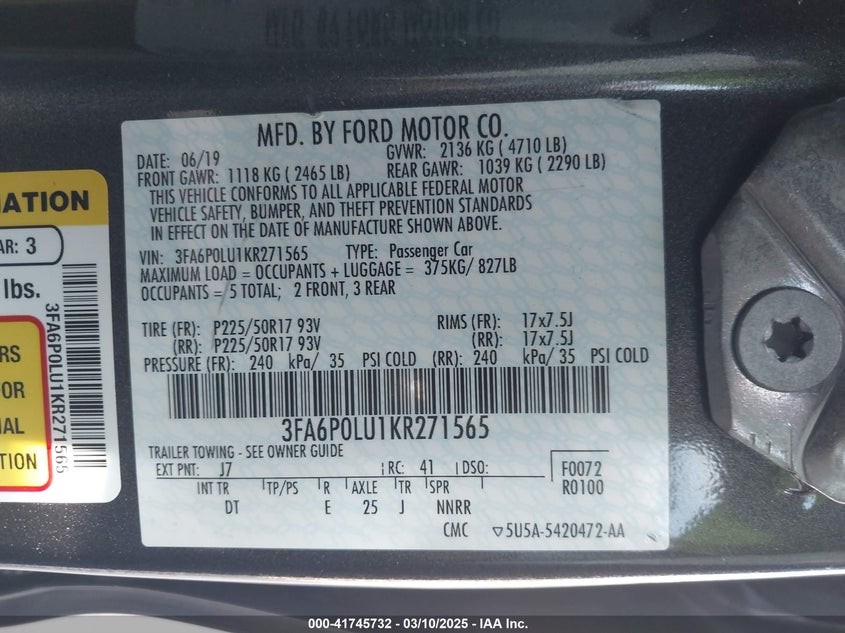 MFD. BY FORD MOTOR CO.
DATE: 06/19 GVWR: 2136 KG ( 4710 LB)
FRONT GAWR: 1118 KG ( 2465 LB) REAR GAWR: 1039 KG ( 2290 LB)
THIS VEHICLE CONFORMS TO ALL APPLICABLE FEDERAL MOTOR
VEHICLE SAFETY, BUMPER, AND THEFT PREVENTION STANDARDS
IN EFFECT ON THE DATE OF MANUFACTURE SHOWN ABOVE.
VIN: 3FA6P0LU1KR271565 TYPE: Passenger Car
MAXIMUM LOAD = OCCUPANTS + LUGGAGE = 375KG/ 827LB
OCCUPANTS = 5 TOTAL; 2 FRONT, 3 REAR
TIRE (FR): P225/50R17 93V RIMS (FR): 17x7.5J
(RR): P225/50R17 93V (RR): 17x7.5J
PRESSURE (FR): 240 kPa/ 35 PSI COLD (RR): 240 kPa/ 35 PSI COLD
3FA6P0LU1KR271565
TRAILER TOWING - SEE OWNER GUIDE
EXT PNT: J7 RC: 41 DSO: F0072
INT TR TP/PS R AXLE TR SPR R0100
DT E 25 J NNRR
CMC ▽5U5A-5420472-AA
MATION
AR: 3
lbs.
RS
OR
AL
TION
3FA6P0LU1KR271565
000-41745732 — 03/10/2025 — IAA Inc.